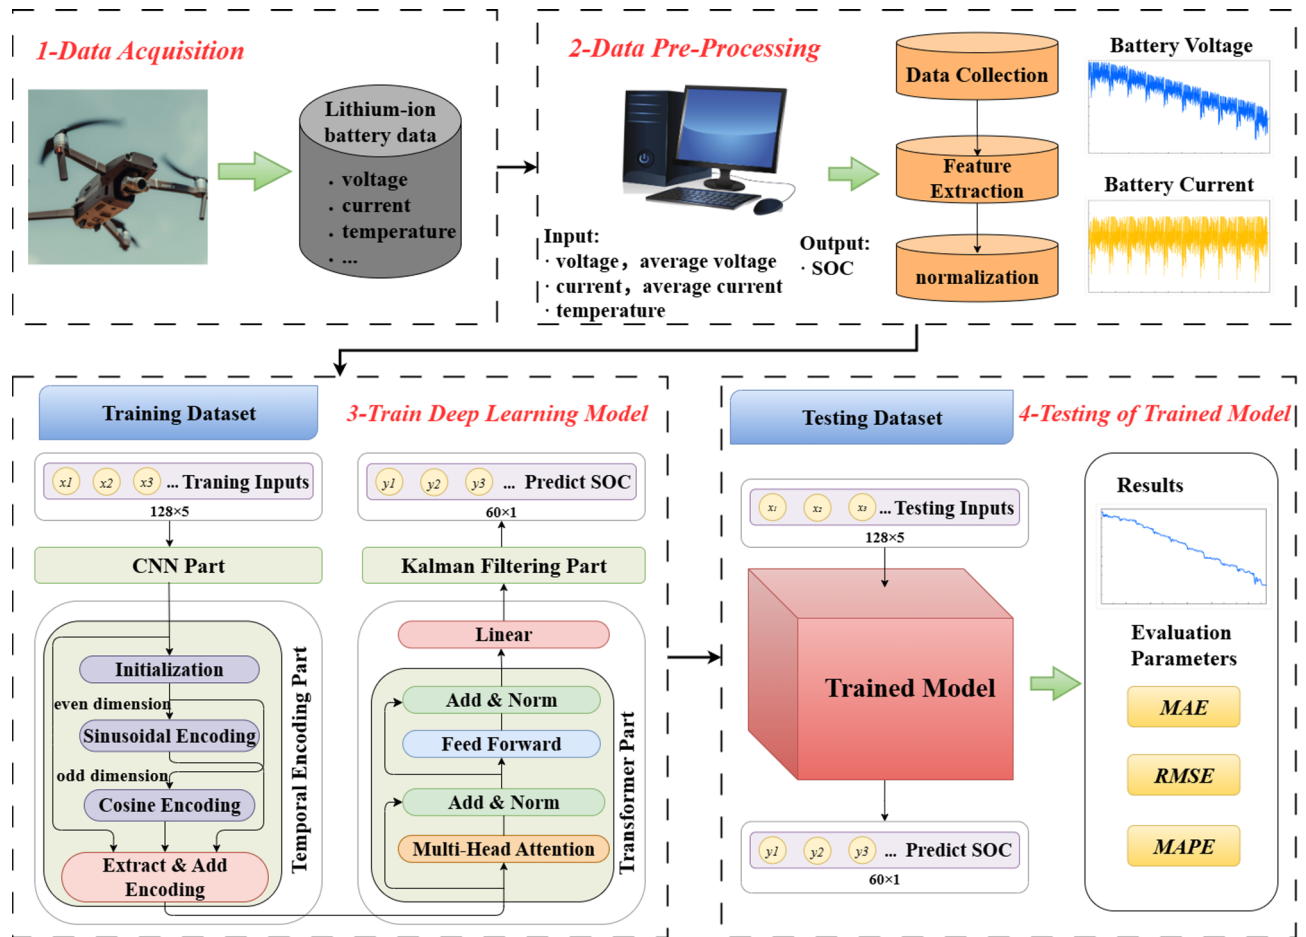 1-Data Acquisition
Lithium-ion
battery data
. voltage
. current
. temperature
. ...
2-Data Pre-Processing
Input:
· voltage，average voltage
· current，average current
· temperature
Output:
· SOC
Data Collection
Feature
Extraction
normalization
Battery Voltage
Battery Current
Training Dataset
3-Train Deep Learning Model
x1 x2 x3 ... Traning Inputs
128×5
CNN Part
Initialization
even dimension
Sinusoidal Encoding
odd dimension
Cosine Encoding
Extract & Add
Encoding
Temporal Encoding Part
y1 y2 y3 ... Predict SOC
60×1
Kalman Filtering Part
Linear
Add & Norm
Feed Forward
Add & Norm
Multi-Head Attention
Transformer Part
Testing Dataset
4-Testing of Trained Model
x₁ x₂ x₃ ... Testing Inputs
128×5
Trained Model
y1 y2 y3 ... Predict SOC
60×1
Results
Evaluation
Parameters
MAE
RMSE
MAPE